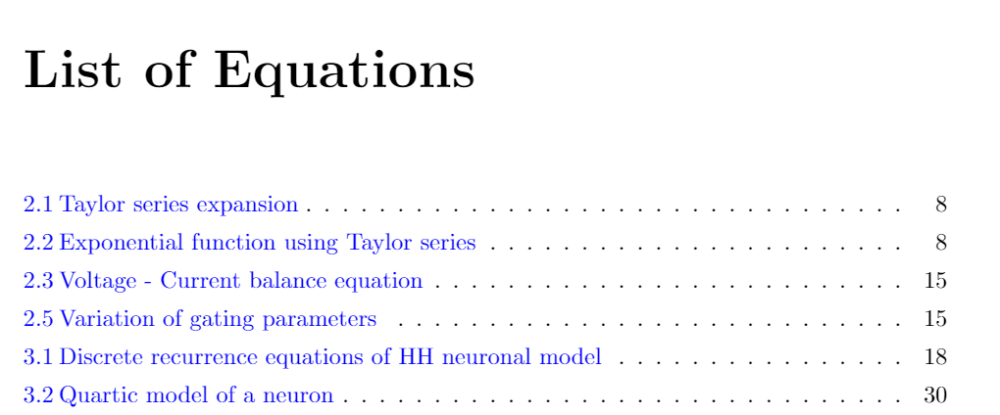 List of Equations
2.1 Taylor series expansion . . . . . . . . . . . . . . . . . . . . . . . . . . . . . . . . . 8
2.2 Exponential function using Taylor series . . . . . . . . . . . . . . . . . . . . . . . 8
2.3 Voltage - Current balance equation . . . . . . . . . . . . . . . . . . . . . . . . . . 15
2.5 Variation of gating parameters . . . . . . . . . . . . . . . . . . . . . . . . . . . . 15
3.1 Discrete recurrence equations of HH neuronal model . . . . . . . . . . . . . . . . 18
3.2 Quartic model of a neuron . . . . . . . . . . . . . . . . . . . . . . . . . . . . . . . 30